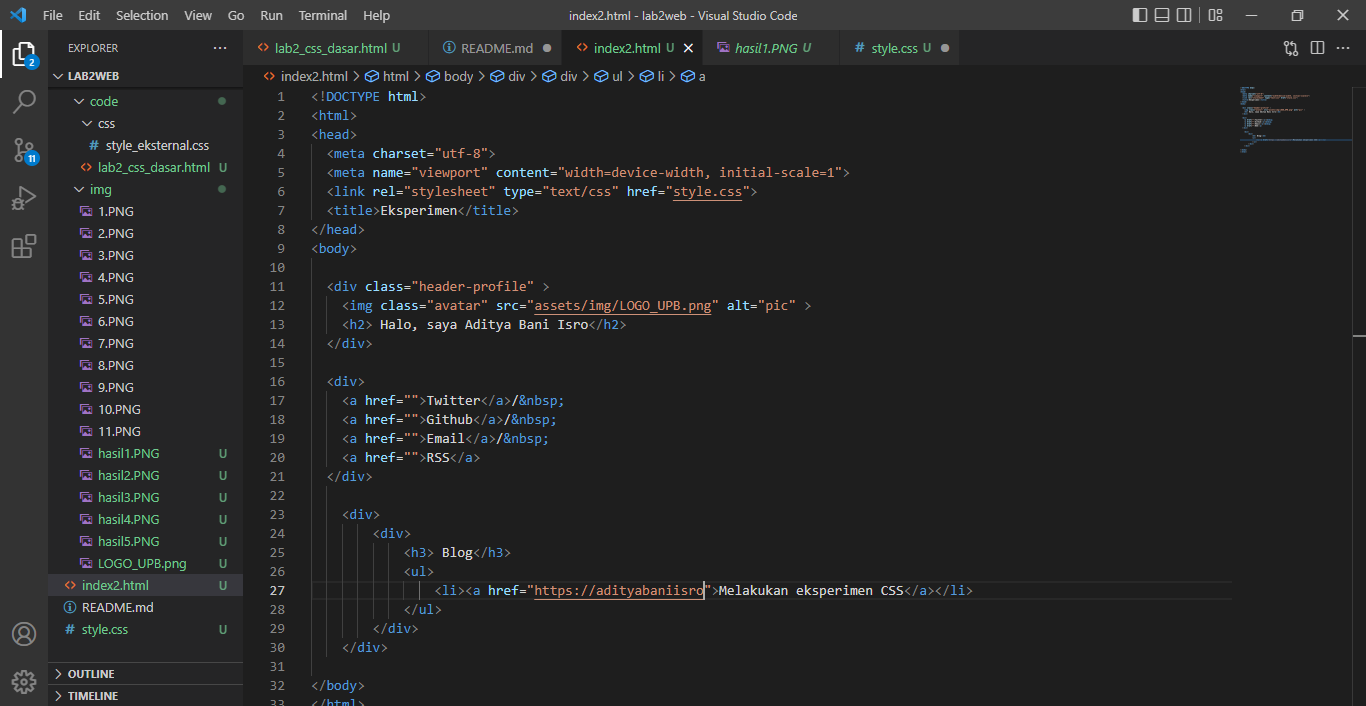 File Edit Selection View Go Run Terminal Help index2.html - lab2web - Visual Studio Code
EXPLORER ···
lab2_css_dasar.html U README.md ● index2.html U × hasil1.PNG U # style.css U ●
LAB2WEB
index2.html > html > body > div > div > ul > li > a
code
css
# style_eksternal.css
lab2_css_dasar.html U
img
1.PNG
2.PNG
3.PNG
4.PNG
5.PNG
6.PNG
7.PNG
8.PNG
9.PNG
10.PNG
11.PNG
hasil1.PNG U
hasil2.PNG U
hasil3.PNG U
hasil4.PNG U
hasil5.PNG U
LOGO_UPB.png U
index2.html U
README.md
# style.css U
OUTLINE
TIMELINE
2
11
1 <!DOCTYPE html>
2 <html>
3 <head>
4 <meta charset="utf-8">
5 <meta name="viewport" content="width=device-width, initial-scale=1">
6 <link rel="stylesheet" type="text/css" href="style.css">
7 <title>Eksperimen</title>
8 </head>
9 <body>
10
11 <div class="header-profile" >
12 <img class="avatar" src="assets/img/LOGO_UPB.png" alt="pic" >
13 <h2> Halo, saya Aditya Bani Isro</h2>
14 </div>
15
16 <div>
17 <a href="">Twitter</a>/&nbsp;
18 <a href="">Github</a>/&nbsp;
19 <a href="">Email</a>/&nbsp;
20 <a href="">RSS</a>
21 </div>
22
23 <div>
24 <div>
25 <h3> Blog</h3>
26 <ul>
27 <li><a href="https://adityabaniisro">Melakukan eksperimen CSS</a></li>
28 </ul>
29 </div>
30 </div>
31
32 </body>
33 </html>